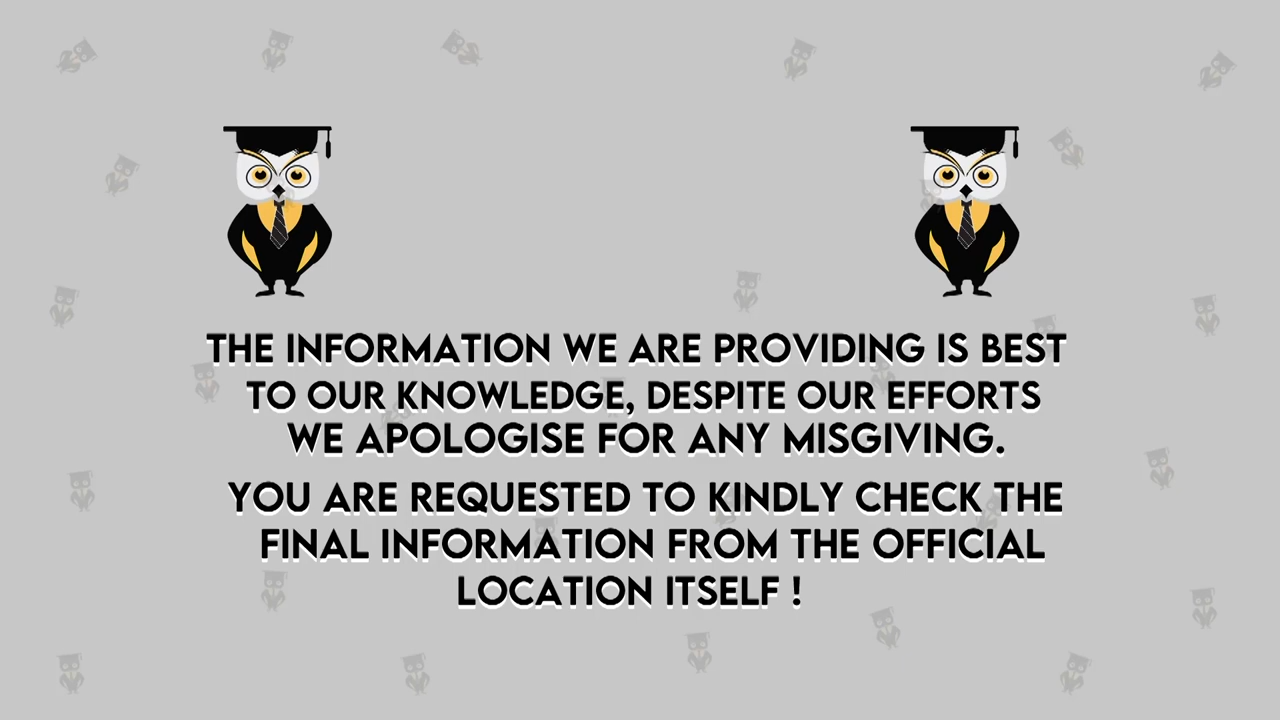 THE INFORMATION WE ARE PROVIDING IS BEST
TO OUR KNOWLEDGE, DESPITE OUR EFFORTS
WE APOLOGISE FOR ANY MISGIVING.
YOU ARE REQUESTED TO KINDLY CHECK THE
FINAL INFORMATION FROM THE OFFICIAL
LOCATION ITSELF !